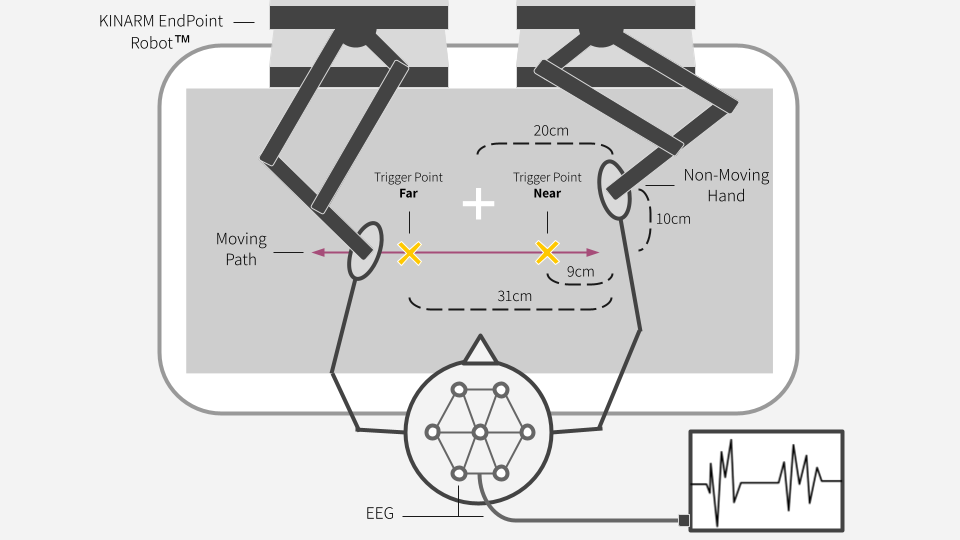 KINARM EndPoint
Robot™
20cm
Trigger Point
Far
Trigger Point
Near
Non-Moving
Hand
10cm
Moving
Path
9cm
31cm
EEG